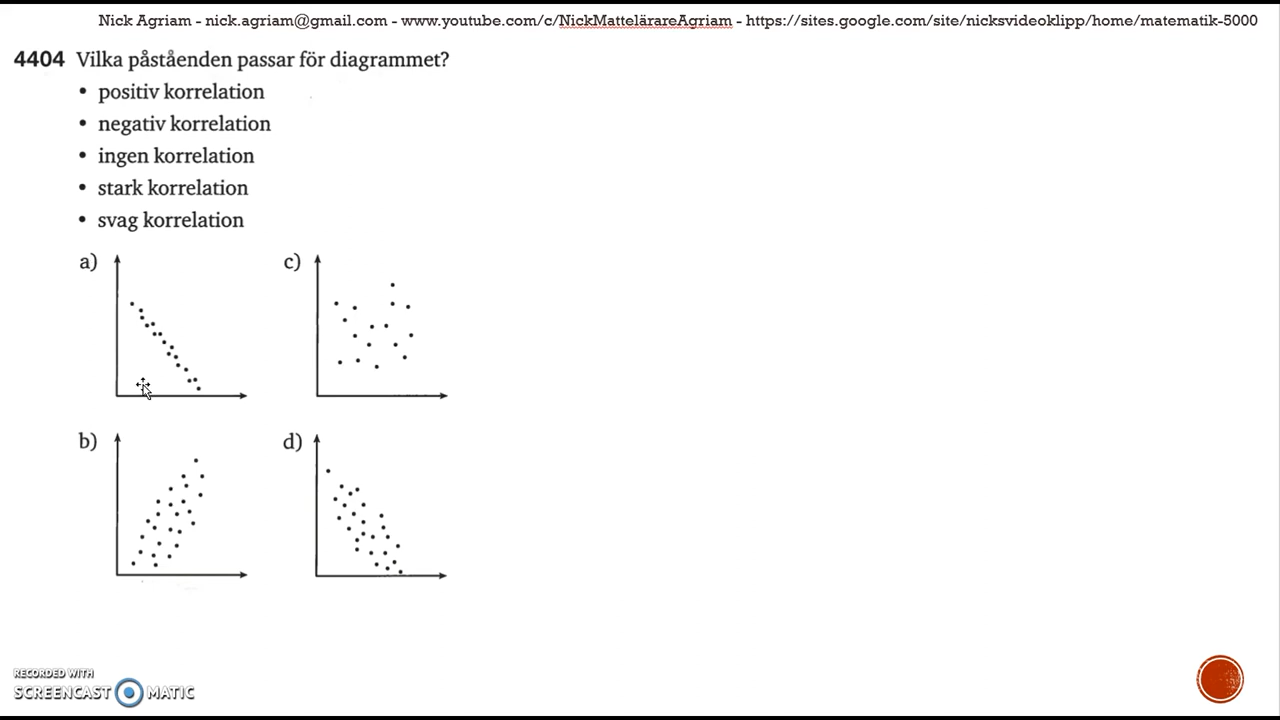 Nick Agriam - nick.agriam@gmail.com - www.youtube.com/c/NickMattelärareAgriam - https://sites.google.com/site/nicksvideoklipp/home/matematik-5000
4404 Vilka påståenden passar för diagrammet?
• positiv korrelation
• negativ korrelation
• ingen korrelation
• stark korrelation
• svag korrelation
a)
c)
b)
d)
RECORDED WITH
SCREENCAST MATIC